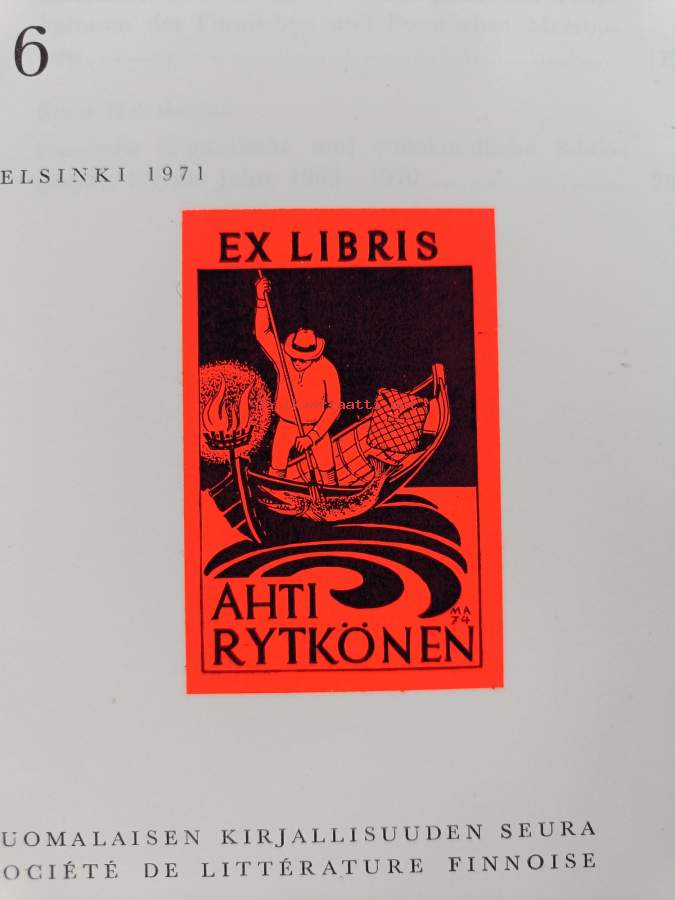 6
ELSINKI 1971
EX LIBRIS
AHTI
MA
74
RYTKÖNEN
UOMALAISEN KIRJALLISUUDEN SEURA
OCIÉTÉ DE LITTÉRATURE FINNOISE